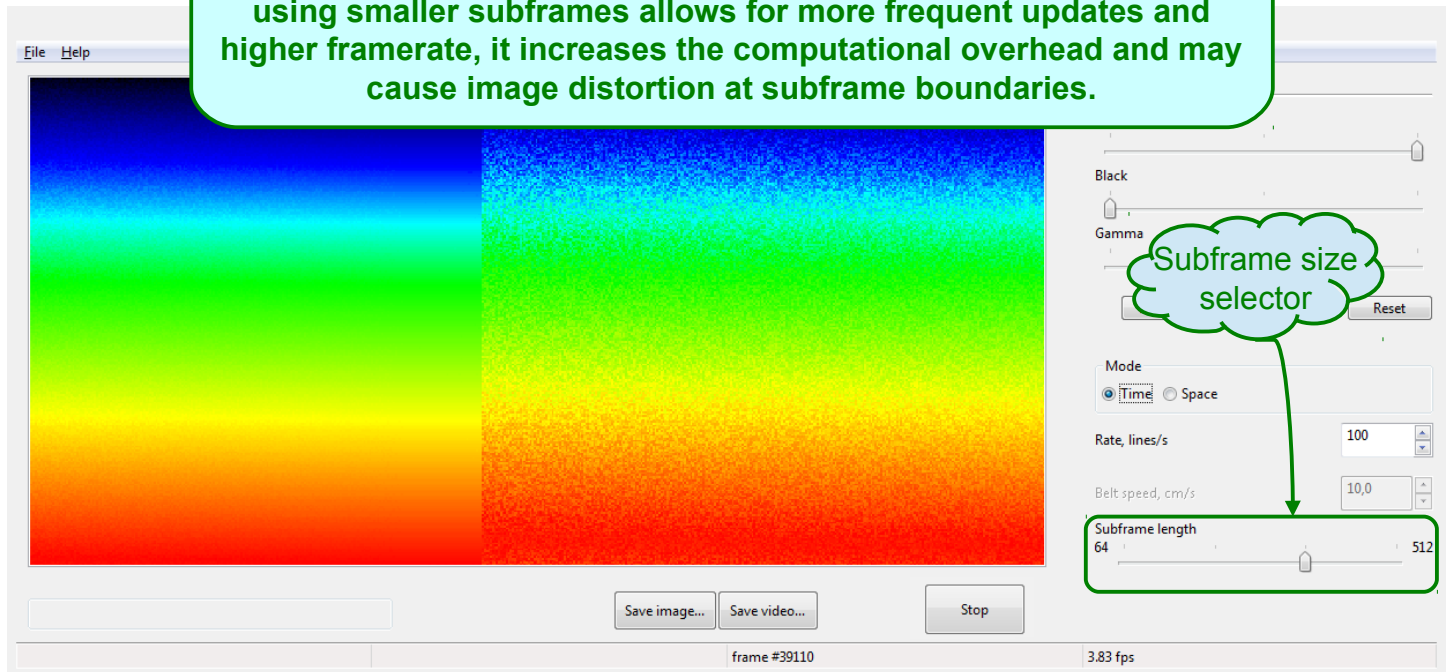 using smaller subframes allows for more frequent updates and
higher framerate, it increases the computational overhead and may
cause image distortion at subframe boundaries.
File Help
Black
Gamma
Subframe size
selector
Reset
Mode
Time Space
Rate, lines/s 100
Belt speed, cm/s 10,0
Subframe length
64 512
Save image... Save video... Stop
frame #39110 3.83 fps